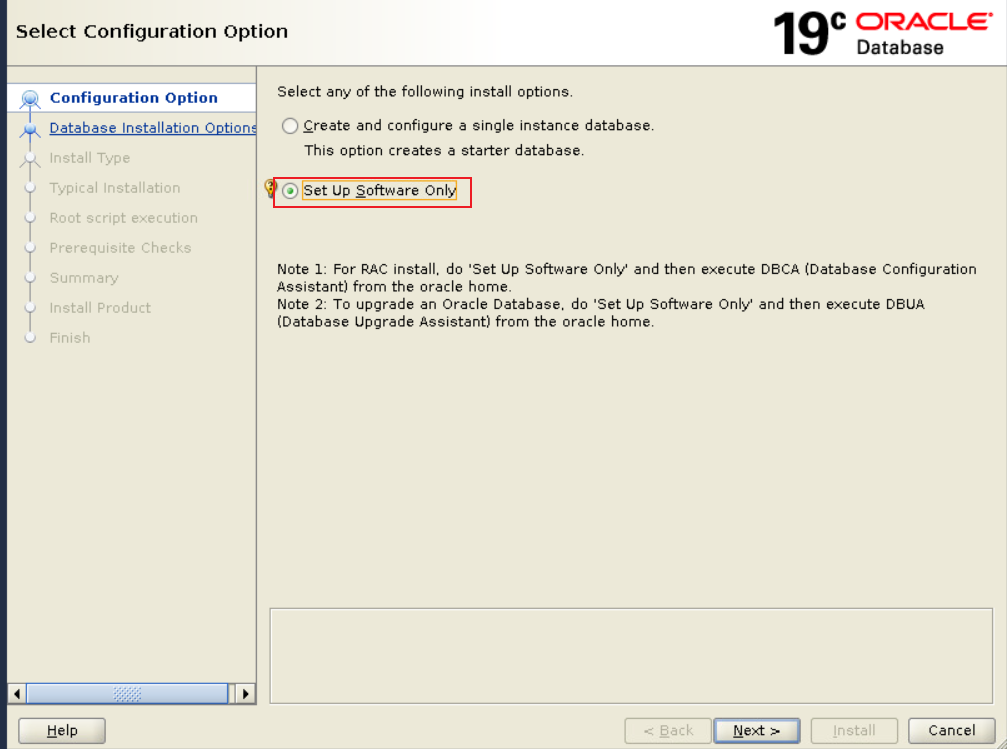 Select Configuration Option
19c ORACLE
Database
Configuration Option
Database Installation Options
Install Type
Typical Installation
Root script execution
Prerequisite Checks
Summary
Install Product
Finish
Select any of the following install options.
Create and configure a single instance database.
This option creates a starter database.
Set Up Software Only
Note 1: For RAC install, do 'Set Up Software Only' and then execute DBCA (Database Configuration
Assistant) from the oracle home.
Note 2: To upgrade an Oracle Database, do 'Set Up Software Only' and then execute DBUA
(Database Upgrade Assistant) from the oracle home.
Help
< Back
Next >
Install
Cancel